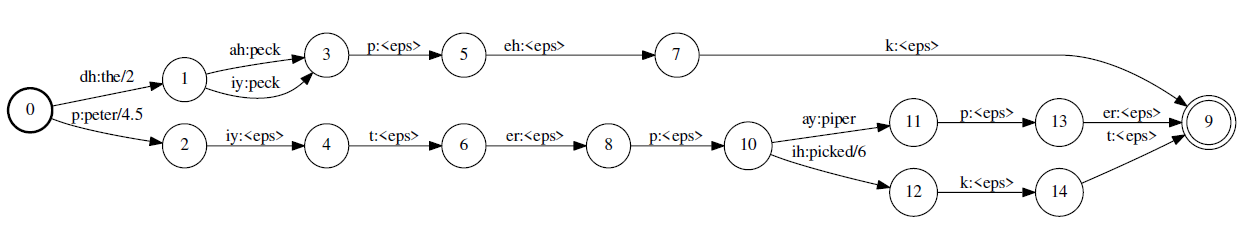 0
dh:the/2
p:peter/4.5
1
ah:peck
iy:peck
3
p:<eps>
5
eh:<eps>
7
k:<eps>
9
2
iy:<eps>
4
t:<eps>
6
er:<eps>
8
p:<eps>
10
ay:piper
ih:picked/6
11
p:<eps>
13
er:<eps>
t:<eps>
12
k:<eps>
14